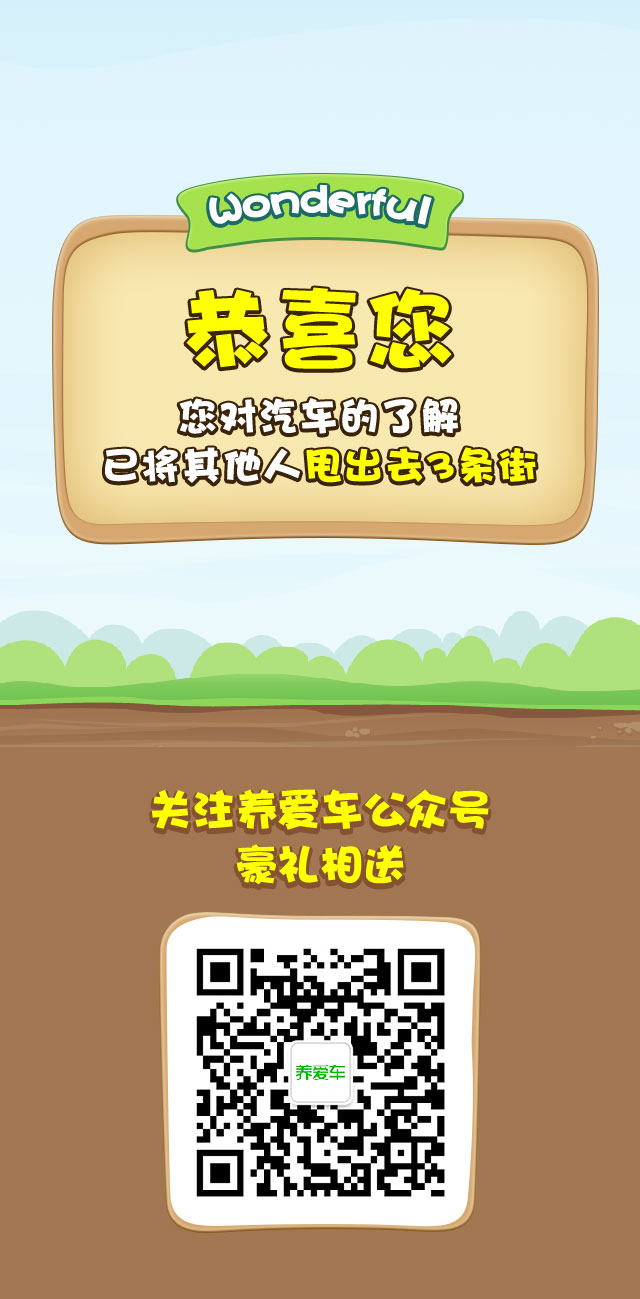 Wonderful
恭喜您
您对汽车的了解
已将其他人甩出去3条街
关注养爱车公众号
豪礼相送
养爱车